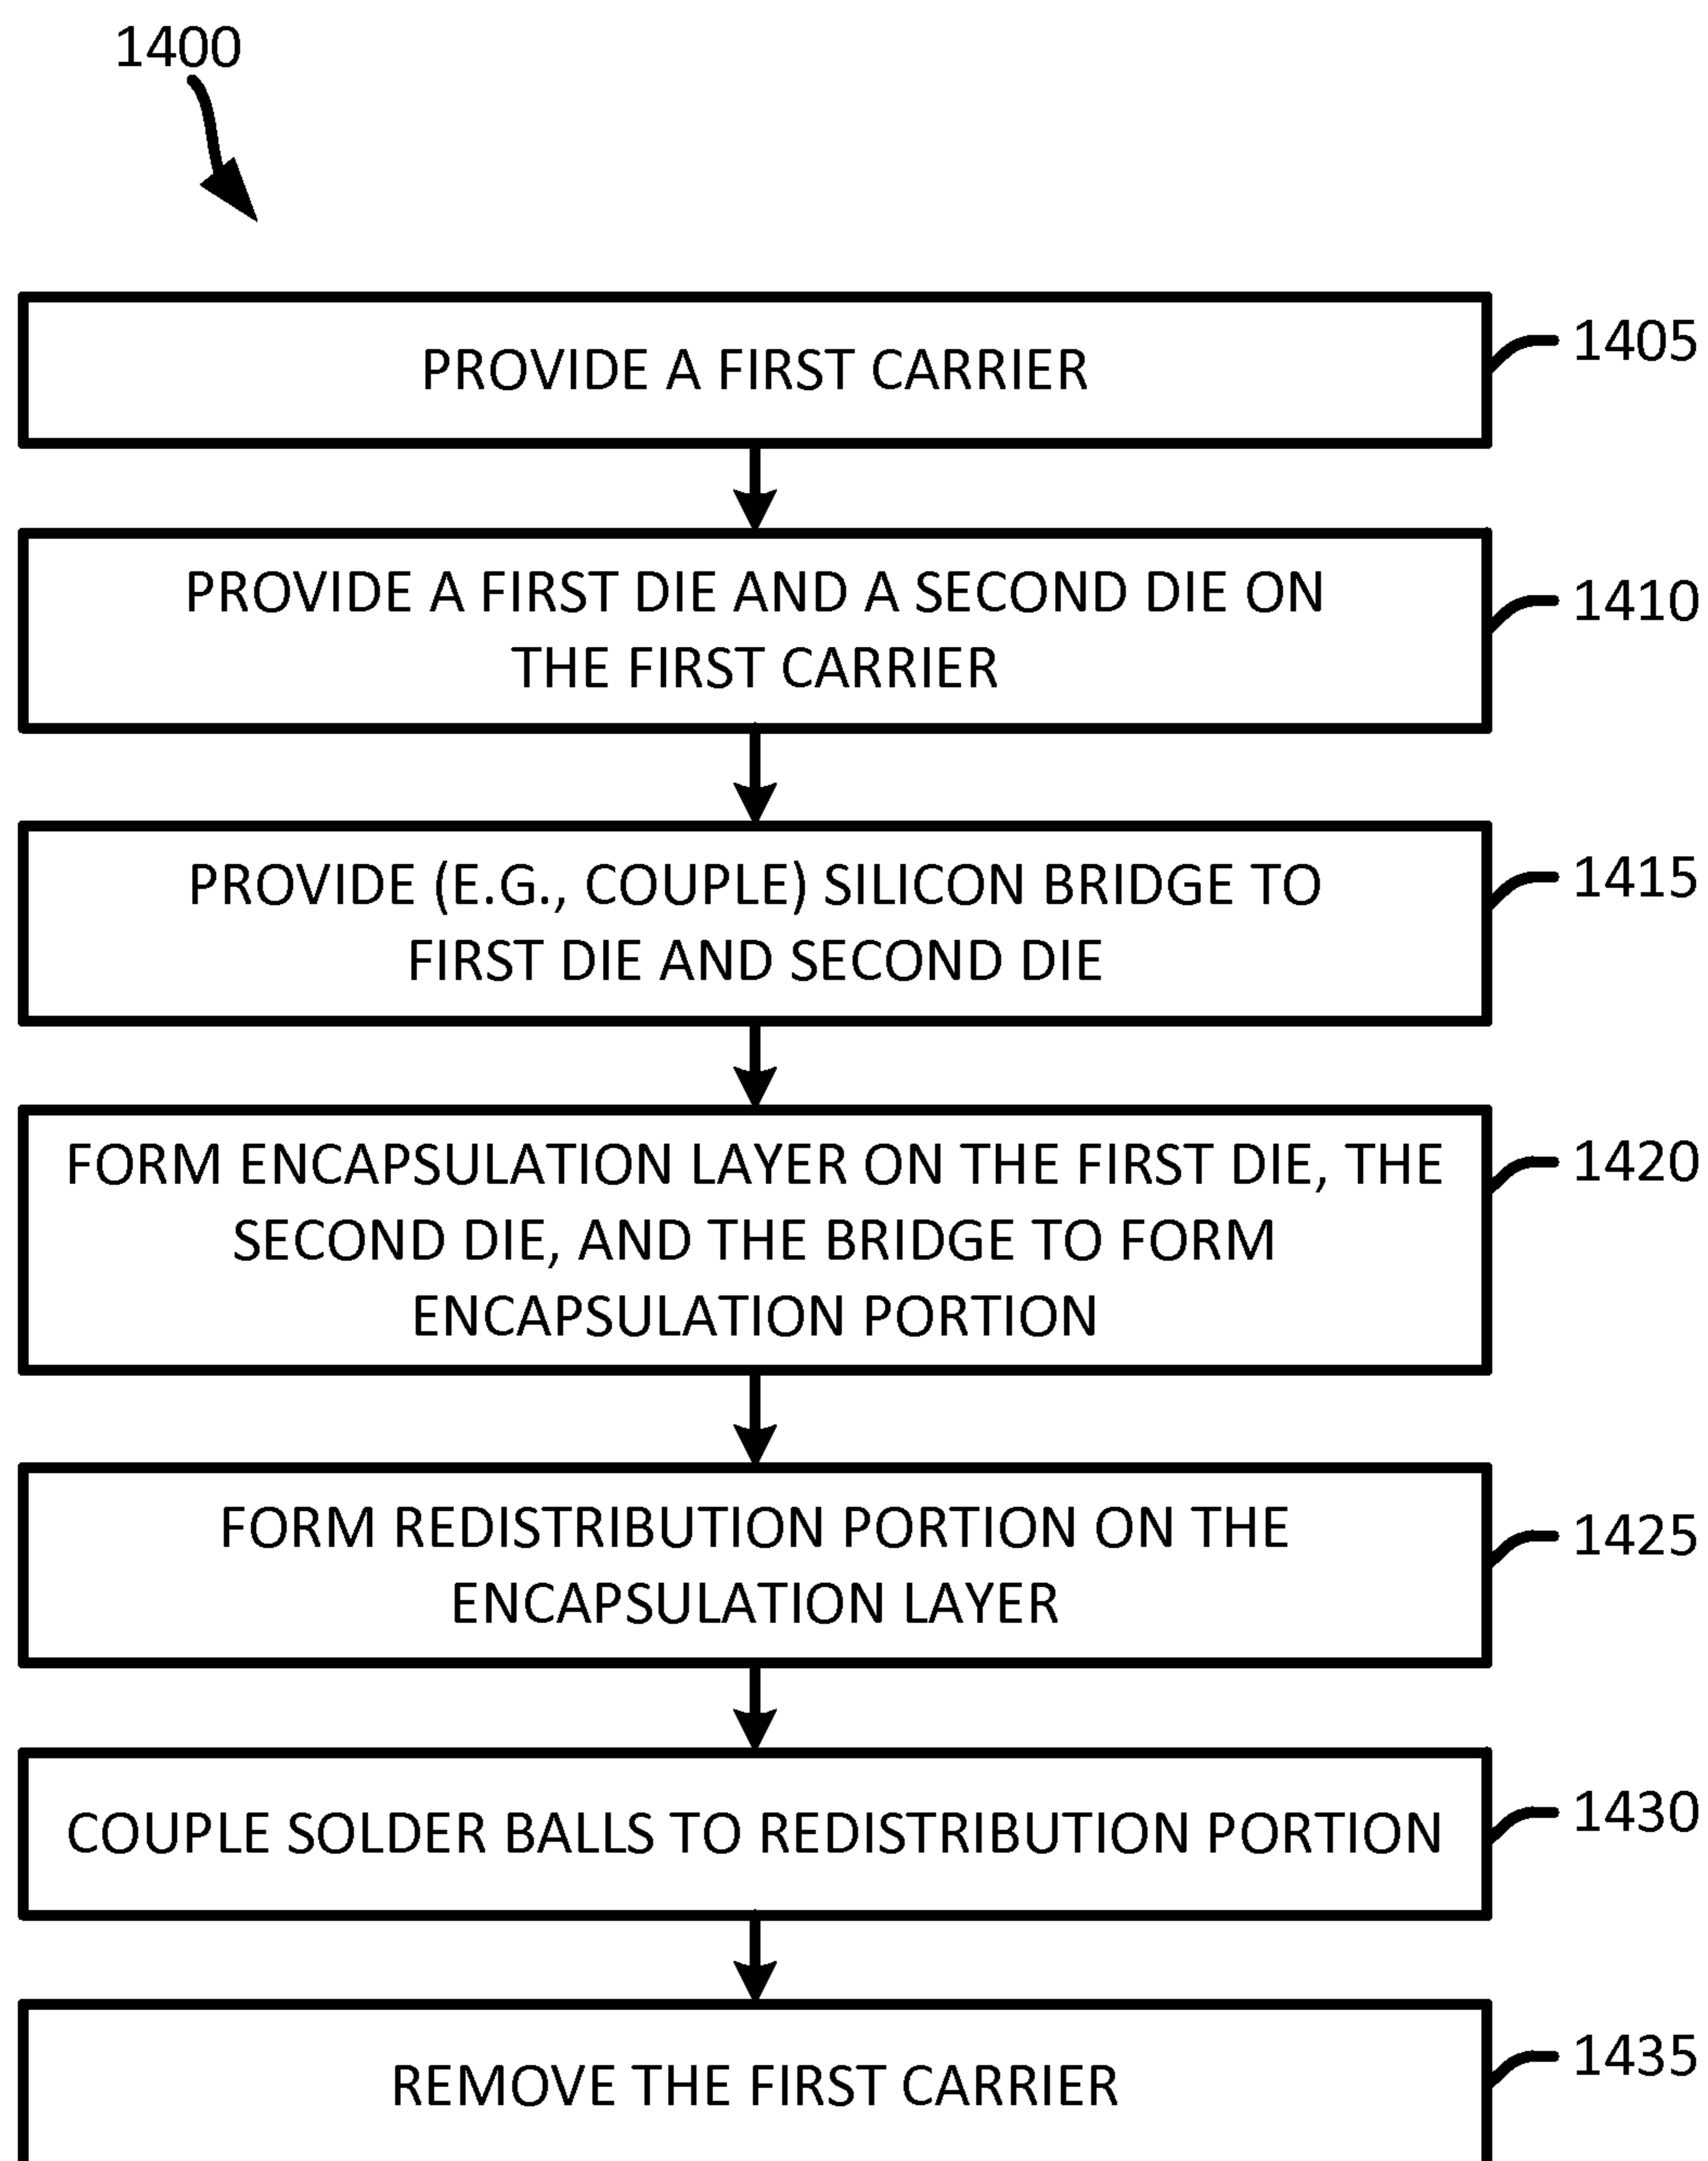 1400
PROVIDE A FIRST CARRIER
1405
PROVIDE A FIRST DIE AND A SECOND DIE ON
THE FIRST CARRIER
1410
PROVIDE (E.G., COUPLE) SILICON BRIDGE TO
FIRST DIE AND SECOND DIE
1415
FORM ENCAPSULATION LAYER ON THE FIRST DIE, THE
SECOND DIE, AND THE BRIDGE TO FORM
ENCAPSULATION PORTION
1420
FORM REDISTRIBUTION PORTION ON THE
ENCAPSULATION LAYER
1425
COUPLE SOLDER BALLS TO REDISTRIBUTION PORTION
1430
REMOVE THE FIRST CARRIER
1435